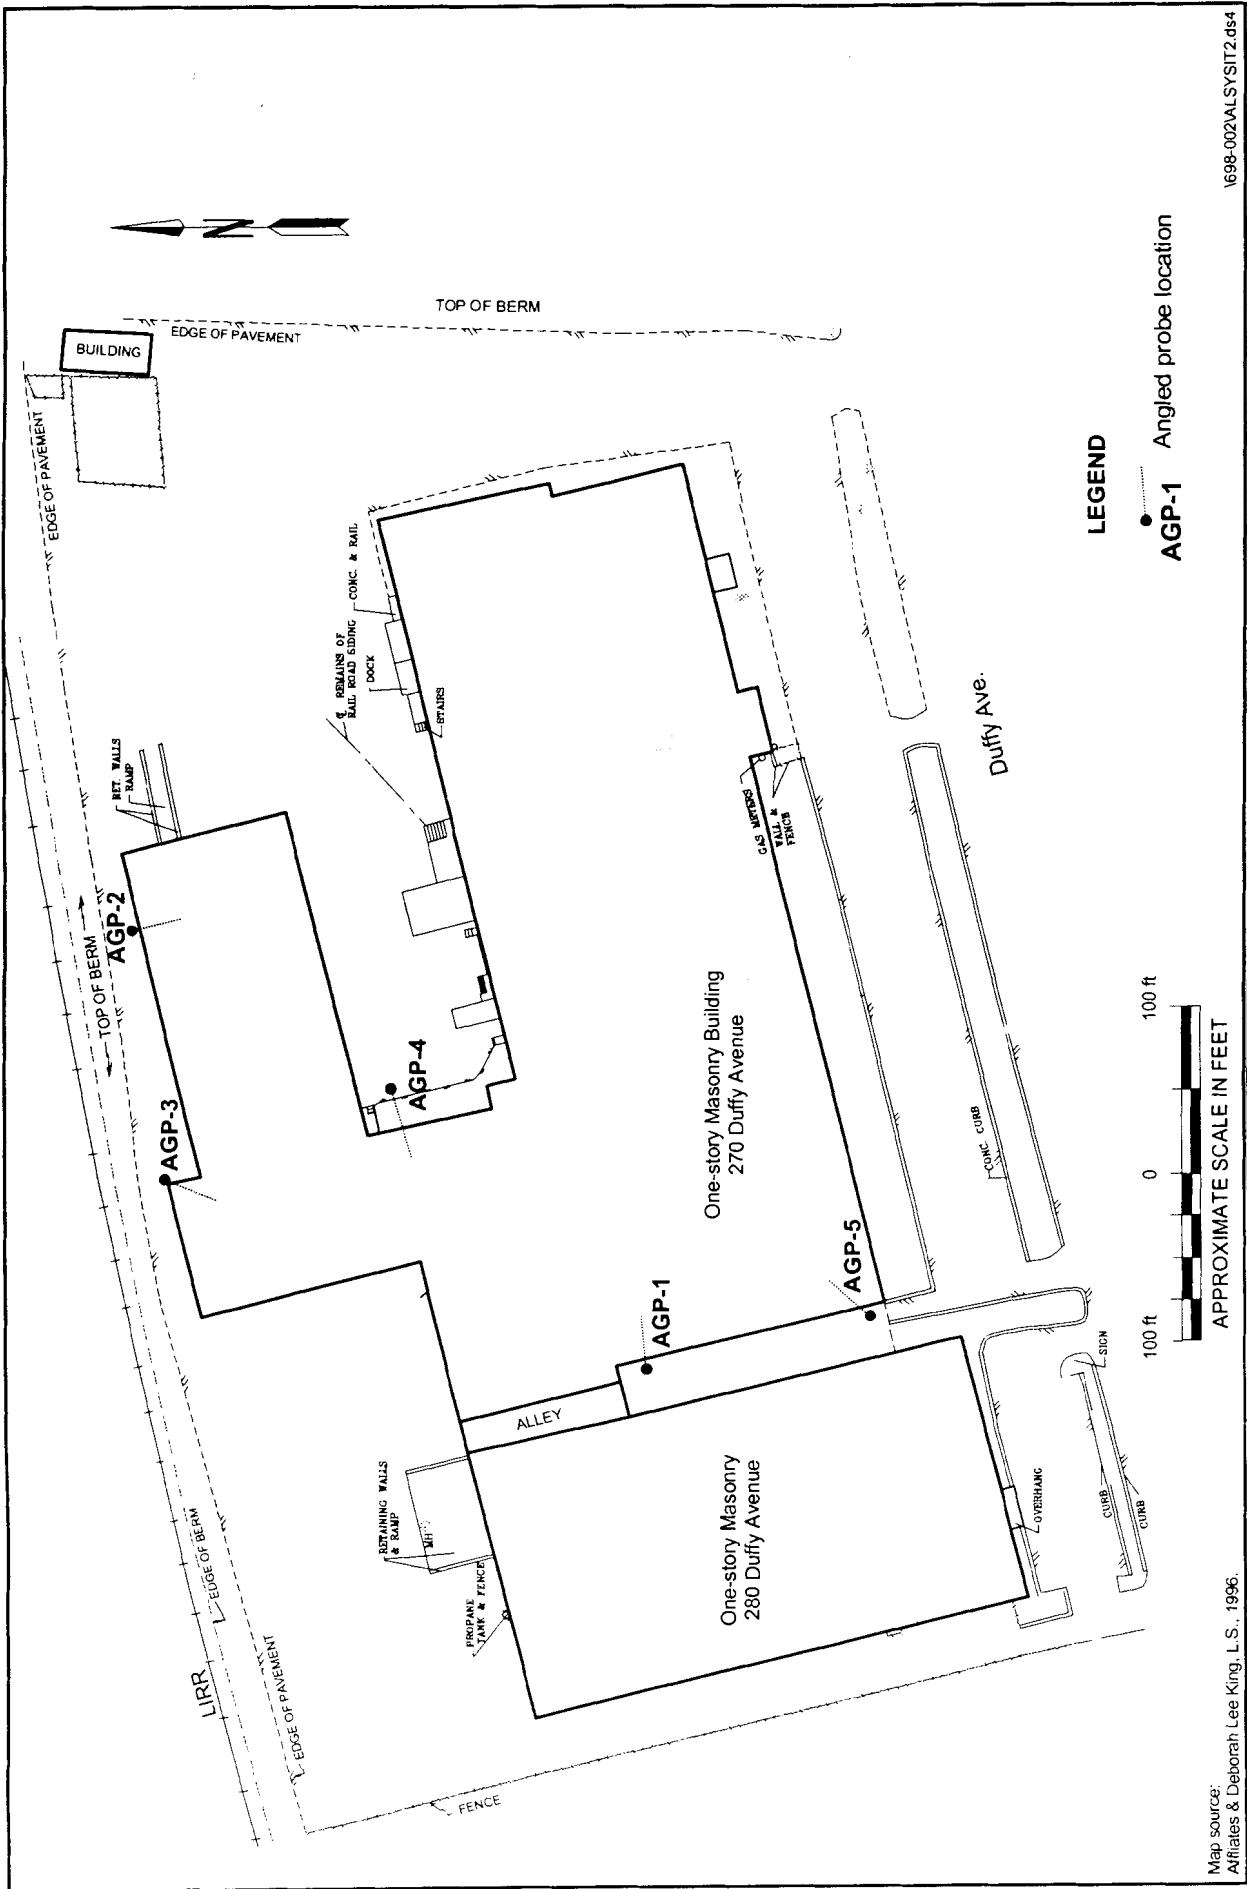 LIRR
EDGE OF BERM
EDGE OF PAVEMENT
FENCE
TOP OF BERM
AGP-3
AGP-2
RET. WALLS
RAMP
EDGE OF PAVEMENT
BUILDING
EDGE OF PAVEMENT
TOP OF BERM
N
RETAINING WALLS
& RAMP
MH
PROPANE
TANK & FENCE
ALLEY
AGP-4
REMAINS OF
RAIL ROAD SIDING
DOCK
CONC. & RAIL
STAIRS
One-story Masonry
280 Duffy Avenue
AGP-1
One-story Masonry Building
270 Duffy Avenue
AGP-5
GAS METERS
WALL &
FENCE
OVERHANG
CURB
CURB
SIGN
CONC. CURB
Duffy Ave.
LEGEND
AGP-1 Angled probe location
100 ft 0 100 ft
APPROXIMATE SCALE IN FEET
Map source:
Affiliates & Deborah Lee King, L.S., 1996.
\698-002\ALSYSIT2.ds4